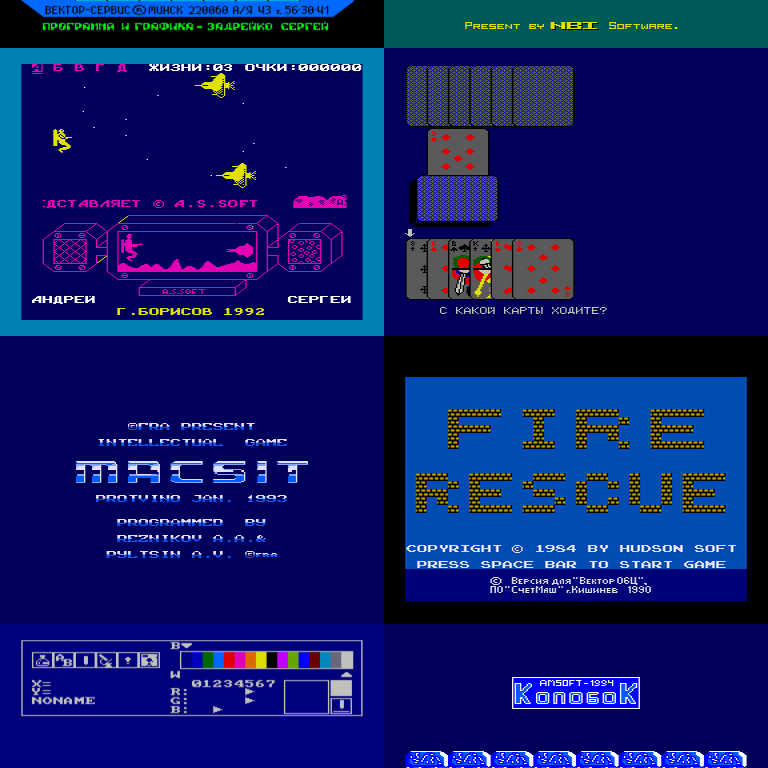 ВЕКТОР-СЕРВИС © МИНСК 220060 А/Я 43 т. 56-30-41
ПРОГРАММА И ГРАФИКА - ЗАДРЕЙКО СЕРГЕЙ
Present by NBI Software.
Б В Г Д ЖИЗНИ:03 ОЧКИ:000000
ДСТАВЛЯЕТ © A.S.SOFT
A.S.SOFT
АНДРЕЙ СЕРГЕЙ
Г.БОРИСОВ 1992
С КАКОЙ КАРТЫ ХОДИТЕ?
©FRA PRESENT
INTELLECTUAL GAME
MACSIT
PROTVINO JAN. 1993
PROGRAMMED BY
REZNIKOV A.A.&
PYLTSIN A.V. ©FRA
FIRE
RESCUE
COPYRIGHT © 1984 BY HUDSON SOFT
PRESS SPACE BAR TO START GAME
© Версия для "Вектор 06Ц",
ПО "СчетМаш" г.Кишинев 1990
B
W
X=
Y=
NONAME
01234567
R:
G:
B:
AMSOFT-1994
КолобоК